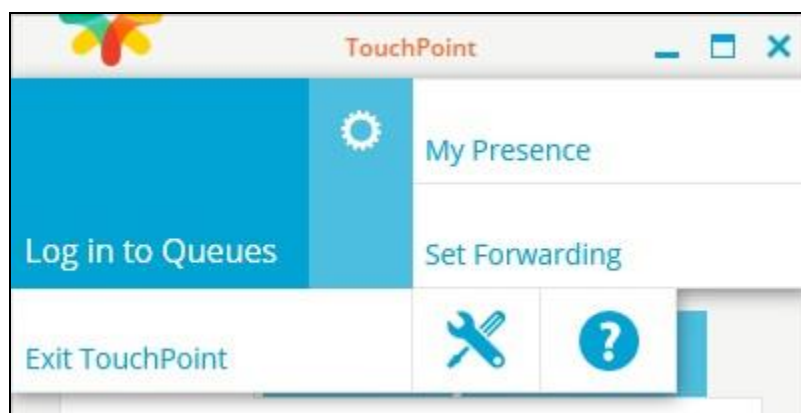 TouchPoint
My Presence
Log in to Queues
Set Forwarding
Exit TouchPoint
?